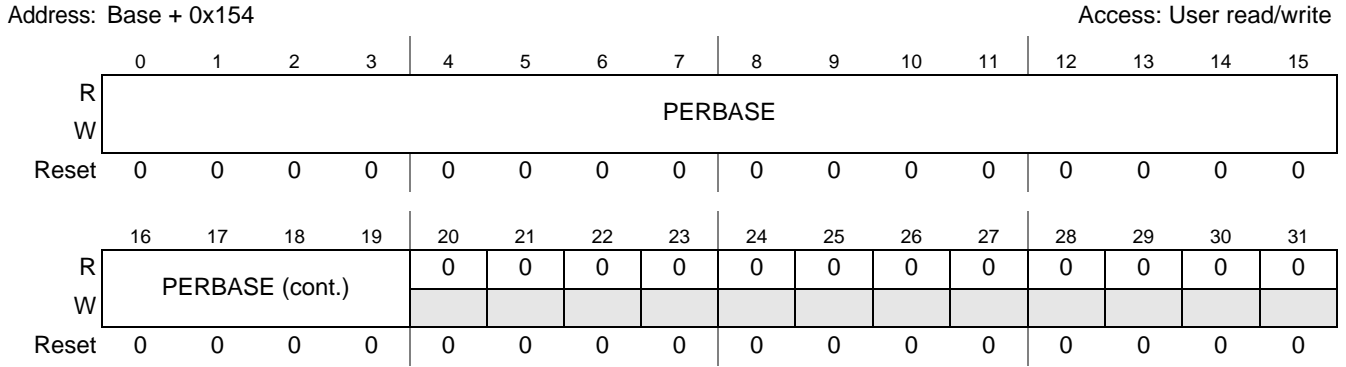 Address: Base + 0x154 Access: User read/write
0 1 2 3 4 5 6 7 8 9 10 11 12 13 14 15
R
PERBASE
W
Reset 0 0 0 0 0 0 0 0 0 0 0 0 0 0 0 0
16 17 18 19 20 21 22 23 24 25 26 27 28 29 30 31
R 0 0 0 0 0 0 0 0 0 0 0 0
PERBASE (cont.)
W
Reset 0 0 0 0 0 0 0 0 0 0 0 0 0 0 0 0